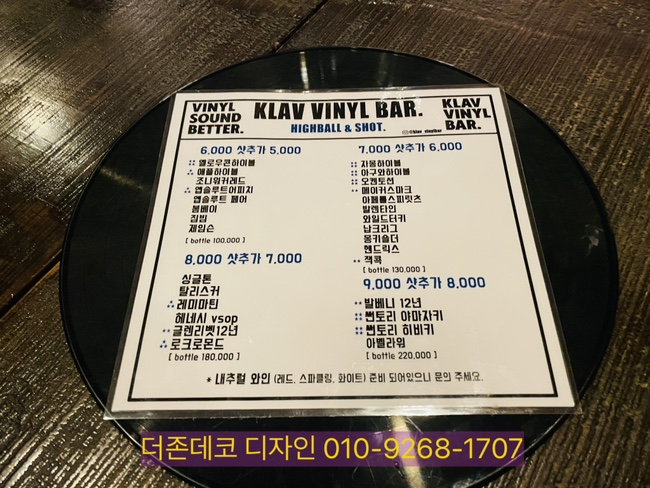 VINYL
SOUND
BETTER.
KLAV VINYL BAR.
HIGHBALL & SHOT.
KLAV
VINYL
BAR.
@klav_vinylbar
6,000 샷추가 5,000
옐로우콘하이볼
애플하이볼
조니워커레드
앱솔루트어피치
앱솔루트 페어
봄베이
짐빔
제임슨
[ bottle 100,000 ]
8,000 샷추가 7,000
싱글톤
탈리스커
레미마틴
헤네시 vsop
글렌리벳12년
로크로몬드
[ bottle 180,000 ]
7,000 샷추가 6,000
자몽하이볼
야구와하이볼
오켄토션
메이커스마크
아페롤스피릿츠
발렌타인
와일드터키
납크리그
몽키숄더
헨드릭스
잭콕
[ bottle 130,000 ]
9,000 샷추가 8,000
발베니 12년
썬토리 야마자키
썬토리 히비키
아벨라워
[ bottle 220,000 ]
* 내추럴 와인 (레드, 스파클링, 화이트) 준비 되어있으니 문의 주세요.
더존데코 디자인 010-9268-1707